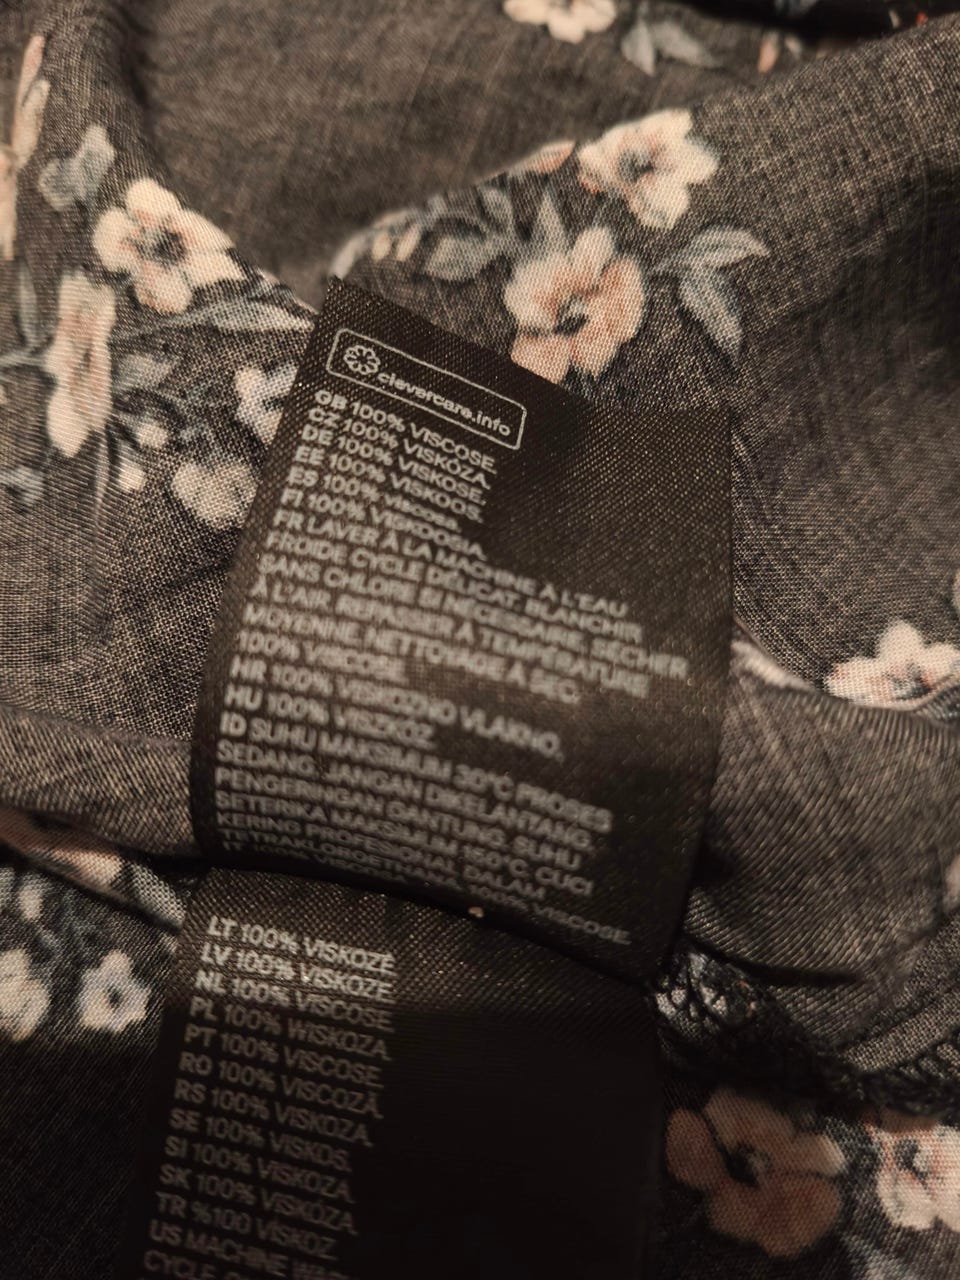 clevercare.info
GB 100% VISCOSE.
CZ 100% VISKÓZA.
DE 100% VISKOSE.
EE 100% VISKOOS.
ES 100% viscosa.
FI 100% VISKOOSIA.
FR LAVER À LA MACHINE À L'EAU
FROIDE CYCLE DÉLICAT. BLANCHIR
SANS CHLORE SI NÉCESSAIRE. SÉCHER
À L'AIR. REPASSER À TEMPÉRATURE
MOYENNE. NETTOYAGE À SEC.
100% VISCOSE.
HR 100% VISKOZNO VLAKNO.
HU 100% VISZKÓZ.
ID SUHU MAKSIMUM 30°C PROSES
SEDANG. JANGAN DIKELANTANG.
PENGERINGAN GANTUNG. SUHU
SETERIKA MAKSIMUM 150°C. CUCI
KERING PROFESIONAL DALAM
100% VISCOSE.
LT 100% VISKOZĖ
LV 100% VISKOZE
NL 100% VISCOSE
PL 100% WISKOZA.
PT 100% VISCOSE.
RO 100% VISCOZĂ.
RS 100% VISKOZA.
SE 100% VISKOS.
SI 100% VISKOZA.
SK 100% VISKÓZA.
TR %100 VİSKOZ
US MACHINE
CYCLE.